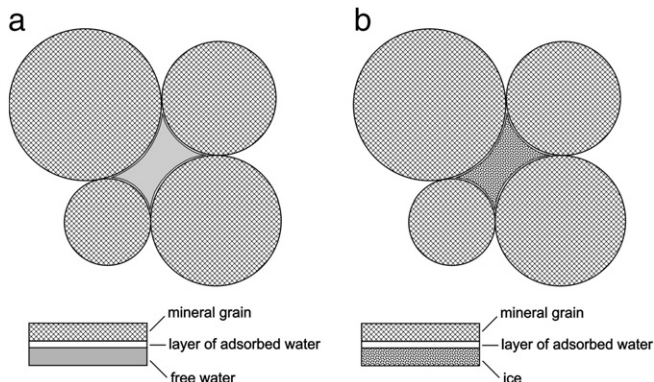 a
b
mineral grain
layer of adsorbed water
free water
mineral grain
layer of adsorbed water
ice